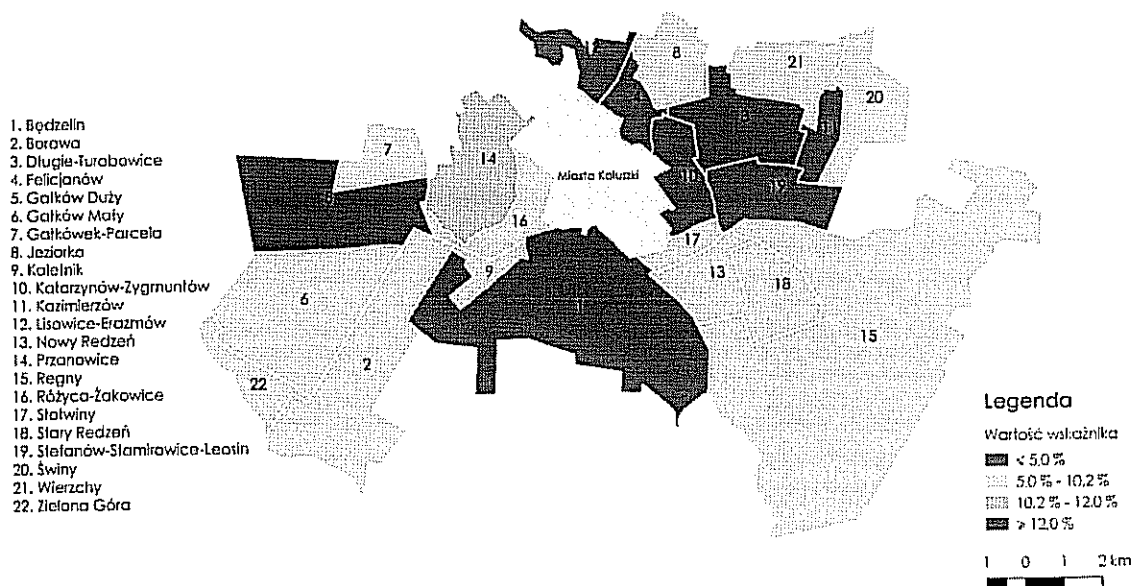 1. Będzelin
2. Borowa
3. Długie-Turobowice
4. Felicjanów
5. Gałków Duży
6. Gałków Mały
7. Gałkówek-Parcela
8. Jeziorko
9. Kaletnik
10. Katarzynów-Zygmuntów
11. Kazimierzów
12. Lisowice-Erazmów
13. Nowy Redzeń
14. Przanowice
15. Regny
16. Różyca-Żakowice
17. Słotwiny
18. Stary Redzeń
19. Stefanów-Słamirowice-Leosin
20. Świny
21. Wierzchy
22. Zielona Góra
8
21
20
7
14
Miasto Koluszki
10
19
16
17
9
13
6
18
1
15
2
22
Legenda
Wartość wskaźnika
< 5.0 %
5.0 % - 10.2 %
10.2 % - 12.0 %
> 12.0 %
1 0 1 2 km